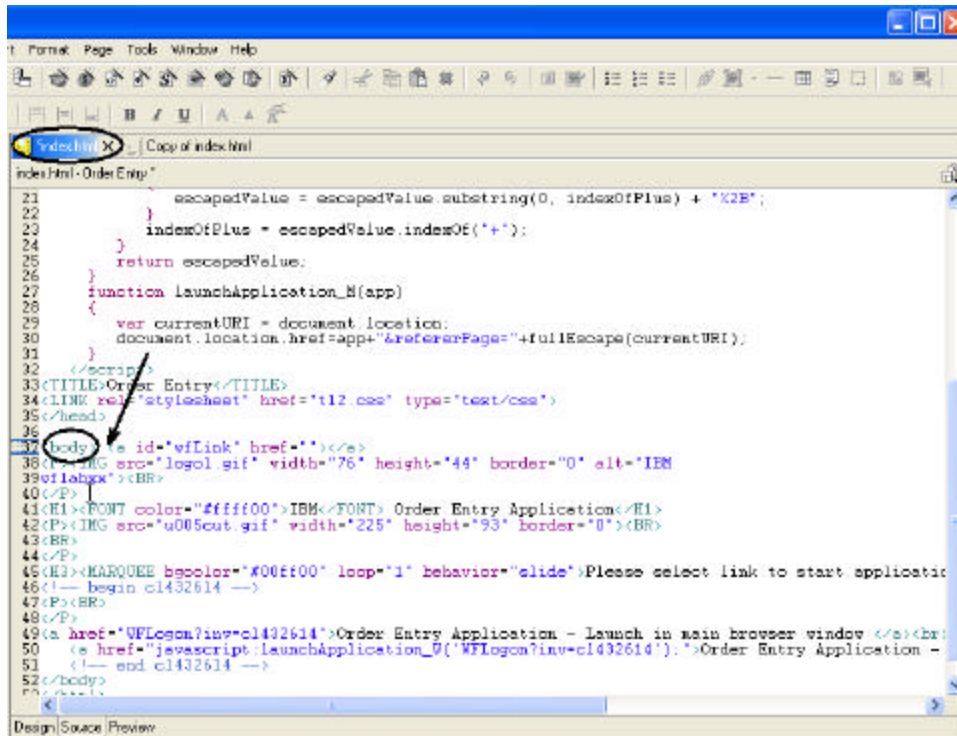 t Format Page Tools Window Help
B I U A A
*index.html X Copy of index.html
index.html - Order Entry *
21 escapedValue = escapedValue.substring(0, indexOfPlus) + "%2B";
22 }
23 indexOfPlus = escapedValue.indexOf("+");
24 }
25 return escapedValue;
26 }
27 function launchApplication_N(app)
28 {
29 var currentURI = document.location;
30 document.location.href=app+"&refererPage="+fullEscape(currentURI);
31 }
32 </script>
33 <TITLE>Order Entry</TITLE>
34 <LINK rel="stylesheet" href="t12.css" type="text/css">
35 </head>
36
37 <body> <a id="wfLink" href=""></a>
38 <P><IMG src="logo1.gif" width="76" height="44" border="0" alt="IBM
39 wflabxx"><BR>
40 </P>
41 <H1><FONT color="#ffff00">IBM</FONT> Order Entry Application</H1>
42 <P><IMG src="u005cut.gif" width="225" height="93" border="0"><BR>
43 <BR>
44 </P>
45 <H3><MARQUEE bgcolor="#00ff00" loop="1" behavior="slide">Please select link to start applicatio
46 <!-- begin cl432614 -->
47 <P><BR>
48 </P>
49 <a href="WFLogon?inv=cl432614">Order Entry Application - Launch in main browser window </a><br
50 <a href="javascript:launchApplication_W('WFLogon?inv=cl432614');">Order Entry Application -
51 <!-- end cl432614 -->
52 </body>
Design Source Preview